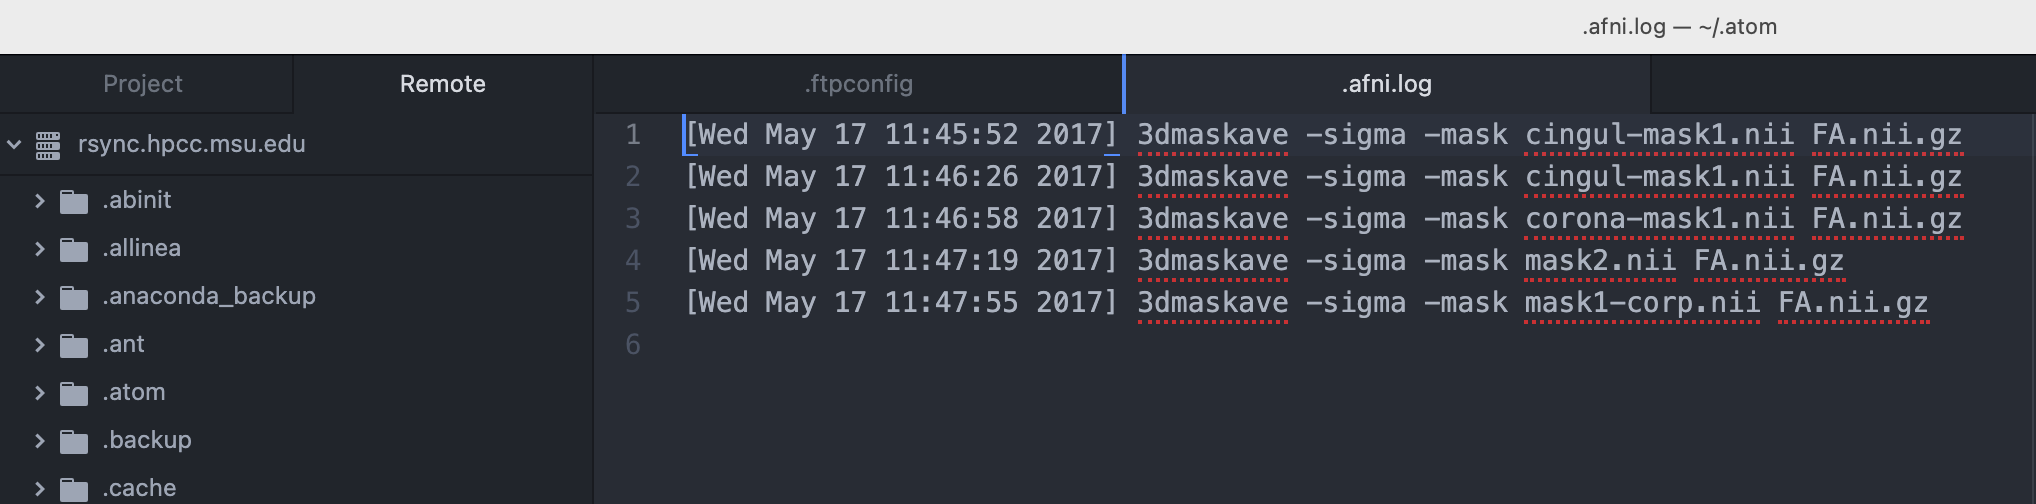 .afni.log — ~/.atom
Project
Remote
.ftpconfig
.afni.log
rsync.hpcc.msu.edu
.abinit
.allinea
.anaconda_backup
.ant
.atom
.backup
.cache
1 [Wed May 17 11:45:52 2017] 3dmaskave -sigma -mask cingul-mask1.nii FA.nii.gz
2 [Wed May 17 11:46:26 2017] 3dmaskave -sigma -mask cingul-mask1.nii FA.nii.gz
3 [Wed May 17 11:46:58 2017] 3dmaskave -sigma -mask corona-mask1.nii FA.nii.gz
4 [Wed May 17 11:47:19 2017] 3dmaskave -sigma -mask mask2.nii FA.nii.gz
5 [Wed May 17 11:47:55 2017] 3dmaskave -sigma -mask mask1-corp.nii FA.nii.gz
6